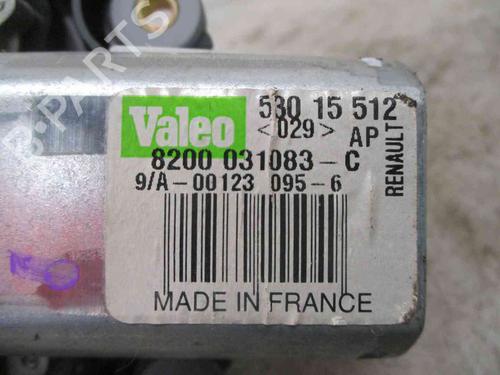 B-PARTS
Valeo
530 15 512
<029> AP
RENAULT
8200 031083-C
9/A-00123 095-6
MADE IN FRANCE